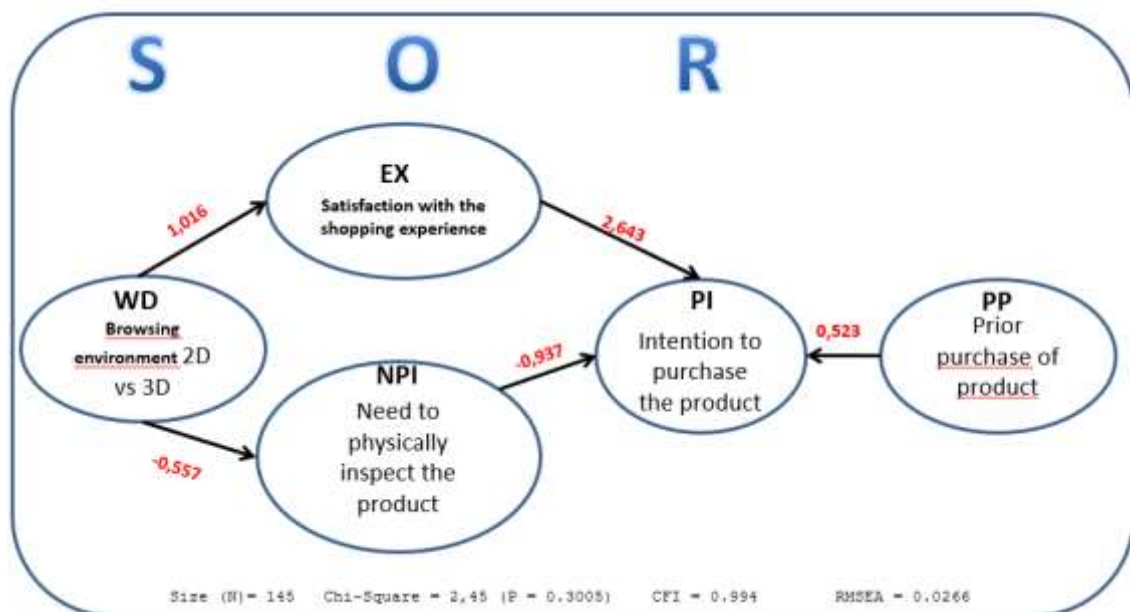 S O R
EX
Satisfaction with the
shopping experience
1,016
2,643
WD
Browsing
environment 2D
vs 3D
PI
Intention to
purchase
the product
PP
Prior
purchase of
product
0,523
-0,937
NPI
Need to
physically
inspect the
product
-0,557
Size (N)= 145 Chi-Square = 2,45 (P = 0.3005) CFI = 0.994 RMSEA = 0.0266